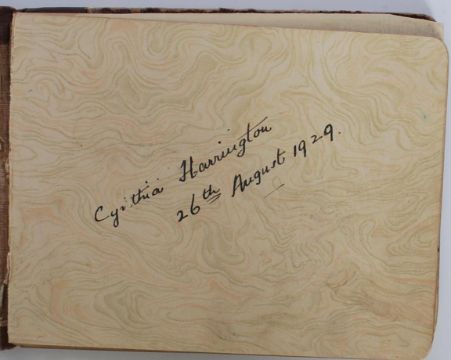 Cynthia Harrington
26th August 1929.